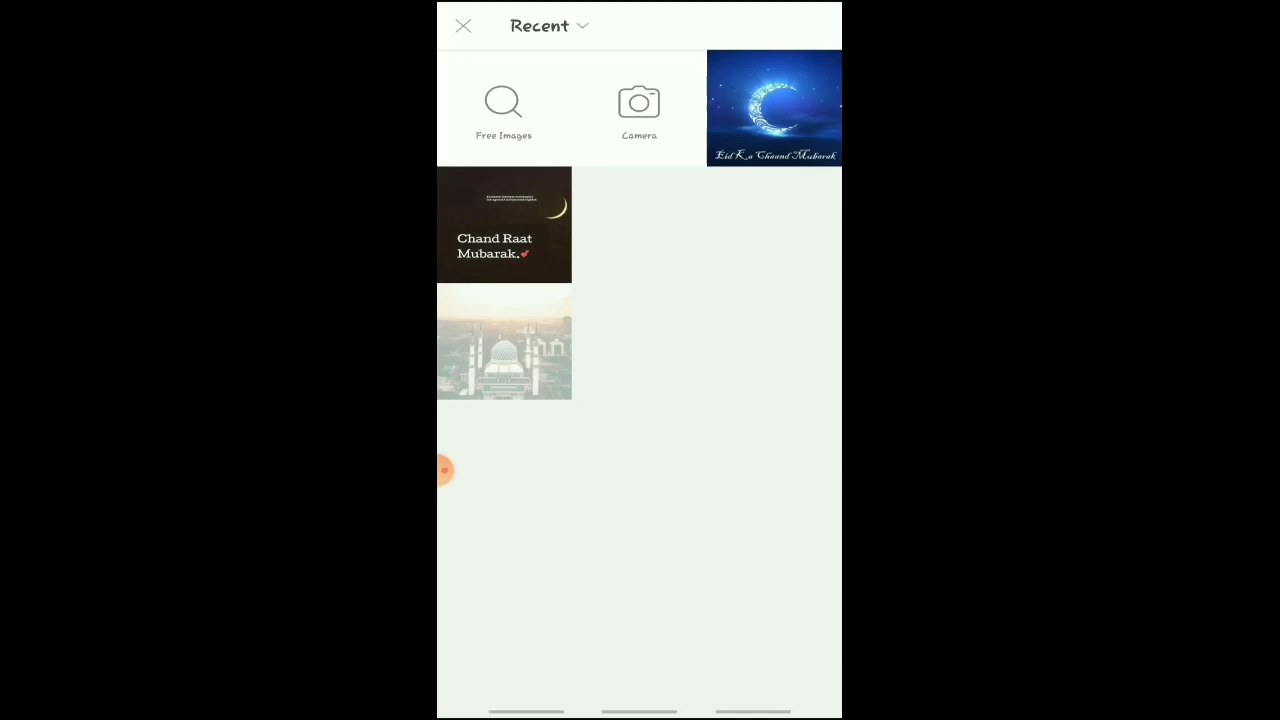 Recent
Free Images
Camera
Eid Ka Chaand Mubarak
Chand Raat
Mubarak.